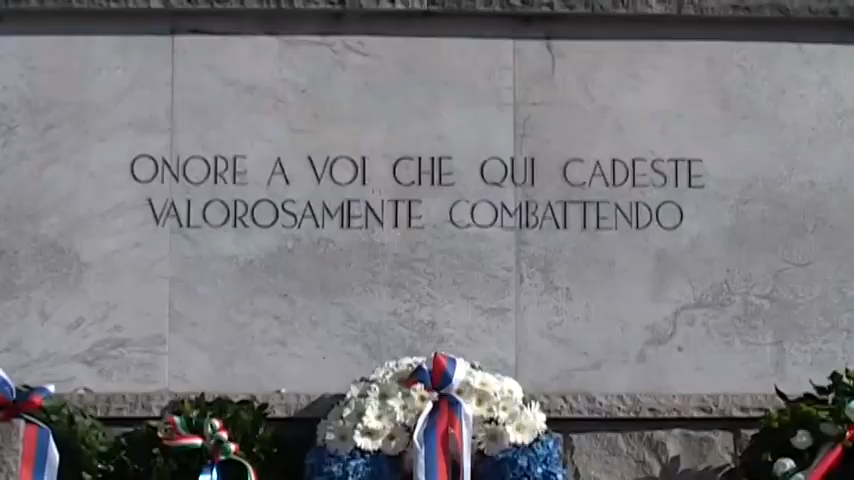 ONORE A VOI CHE QUI CADESTE
VALOROSAMENTE COMBATTENDO